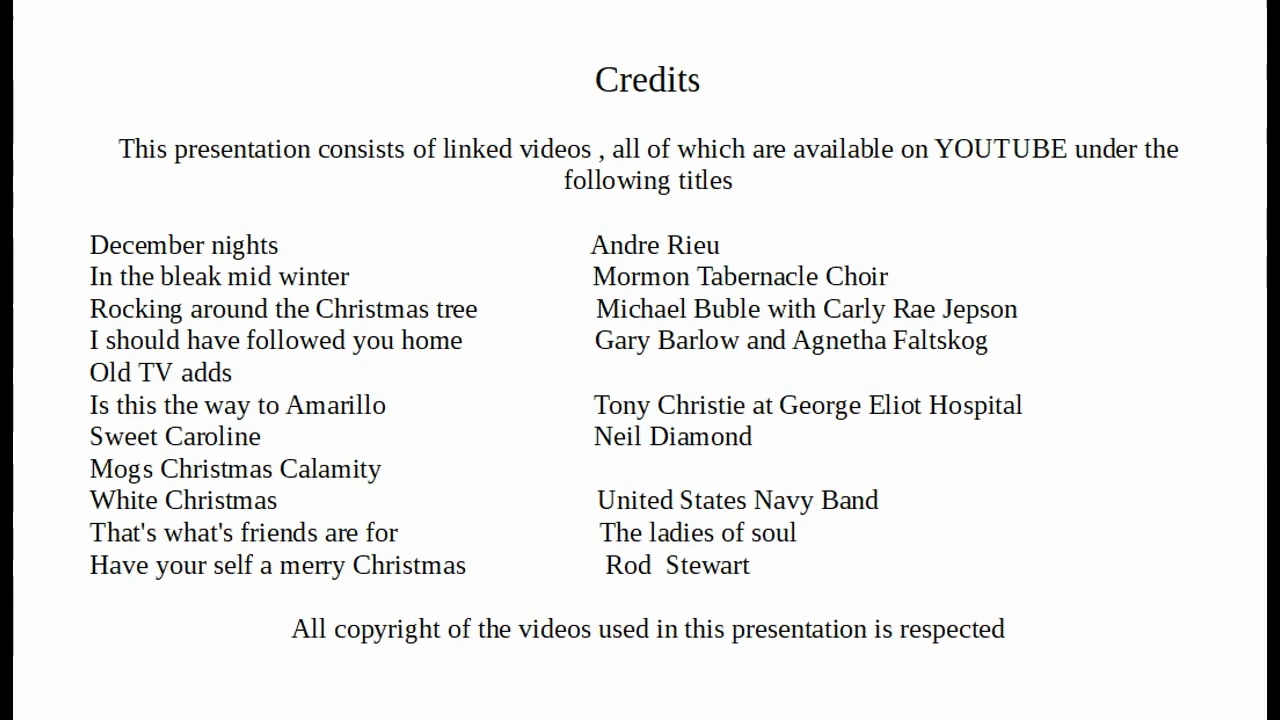 Credits
This presentation consists of linked videos , all of which are available on YOUTUBE under the
following titles
December nights Andre Rieu
In the bleak mid winter Mormon Tabernacle Choir
Rocking around the Christmas tree Michael Buble with Carly Rae Jepson
I should have followed you home Gary Barlow and Agnetha Faltskog
Old TV adds
Is this the way to Amarillo Tony Christie at George Eliot Hospital
Sweet Caroline Neil Diamond
Mogs Christmas Calamity
White Christmas United States Navy Band
That's what's friends are for The ladies of soul
Have your self a merry Christmas Rod Stewart
All copyright of the videos used in this presentation is respected